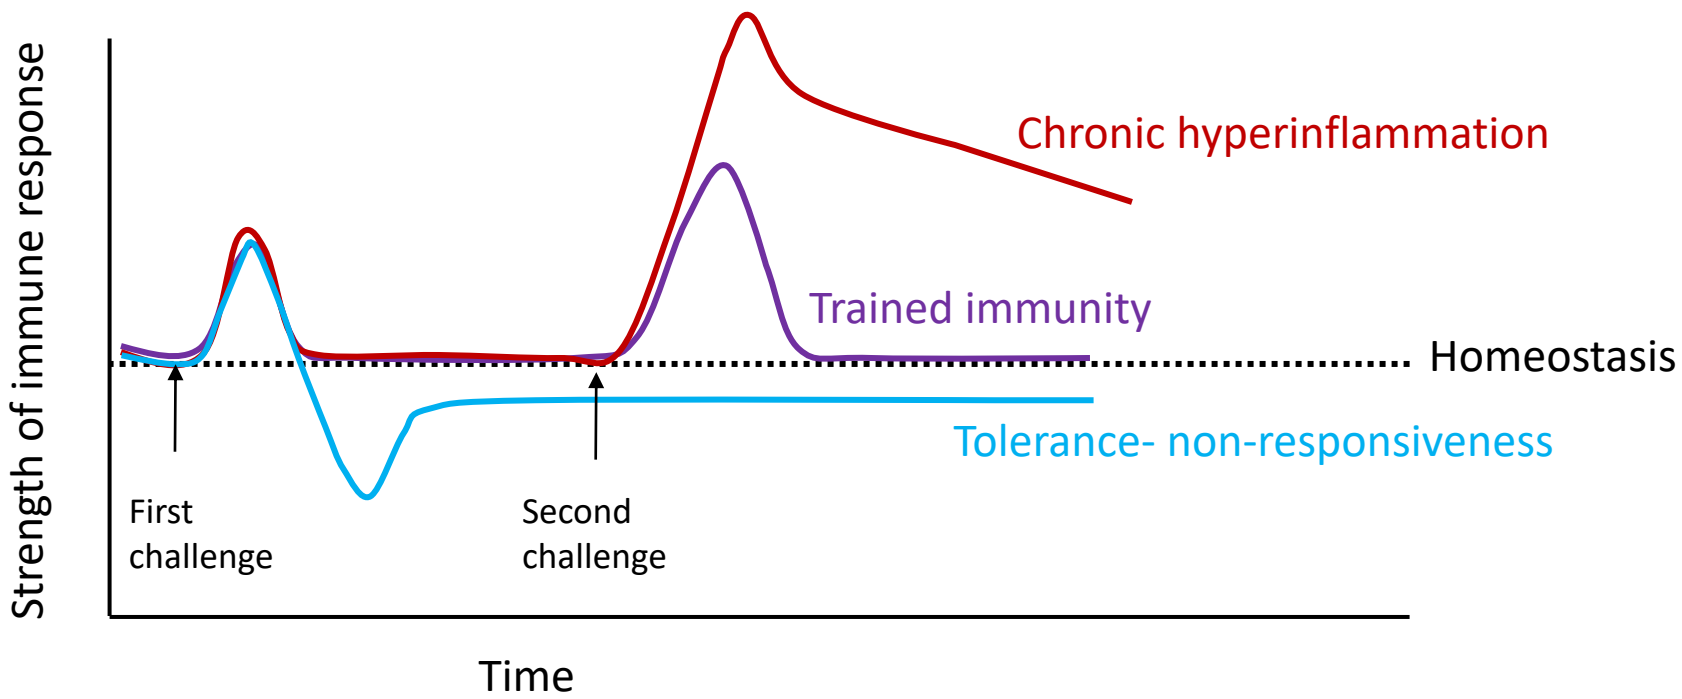 Strength of immune response
Chronic hyperinflammation
Trained immunity
Homeostasis
Tolerance- non-responsiveness
First
challenge
Second
challenge
Time